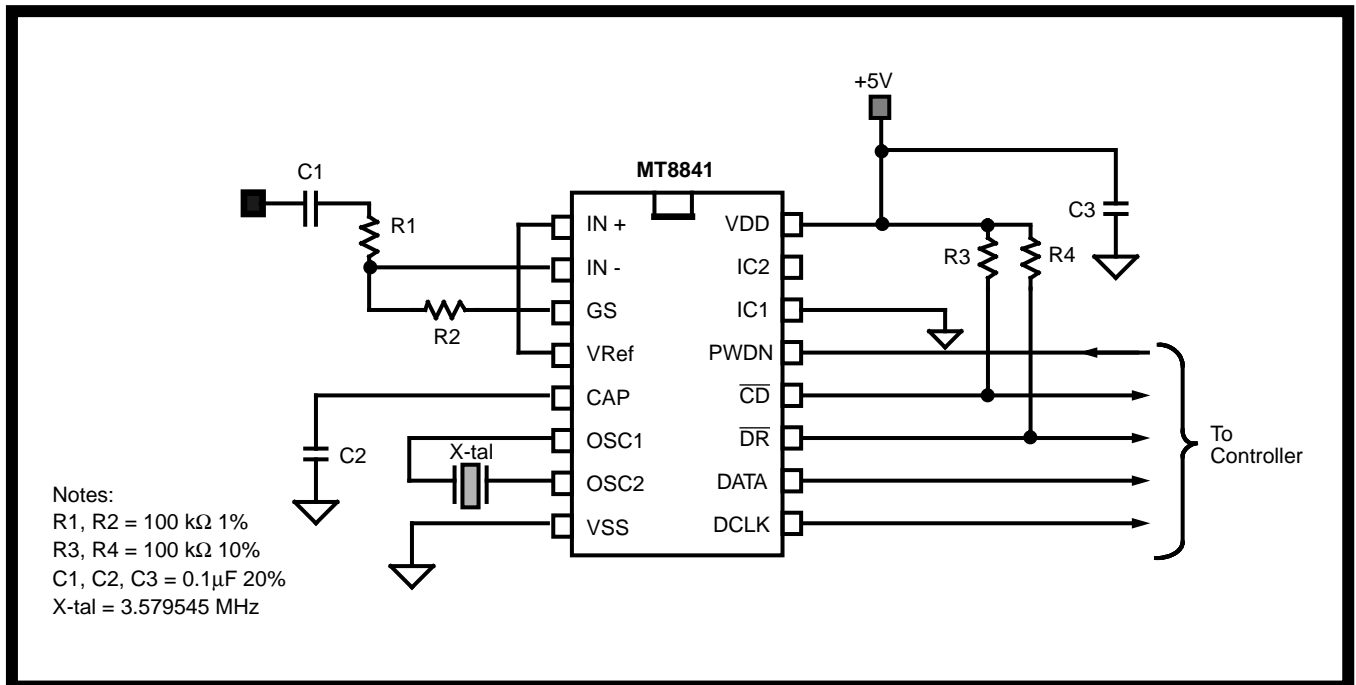 +5V
C1
MT8841
R1
C3
IN +
VDD
R3
R4
IN -
IC2
GS
IC1
R2
VRef
PWDN
CAP
C̅D̅
OSC1
D̅R̅
To
Controller
X-tal
C2
OSC2
DATA
VSS
DCLK
Notes:
R1, R2 = 100 kΩ 1%
R3, R4 = 100 kΩ 10%
C1, C2, C3 = 0.1μF 20%
X-tal = 3.579545 MHz